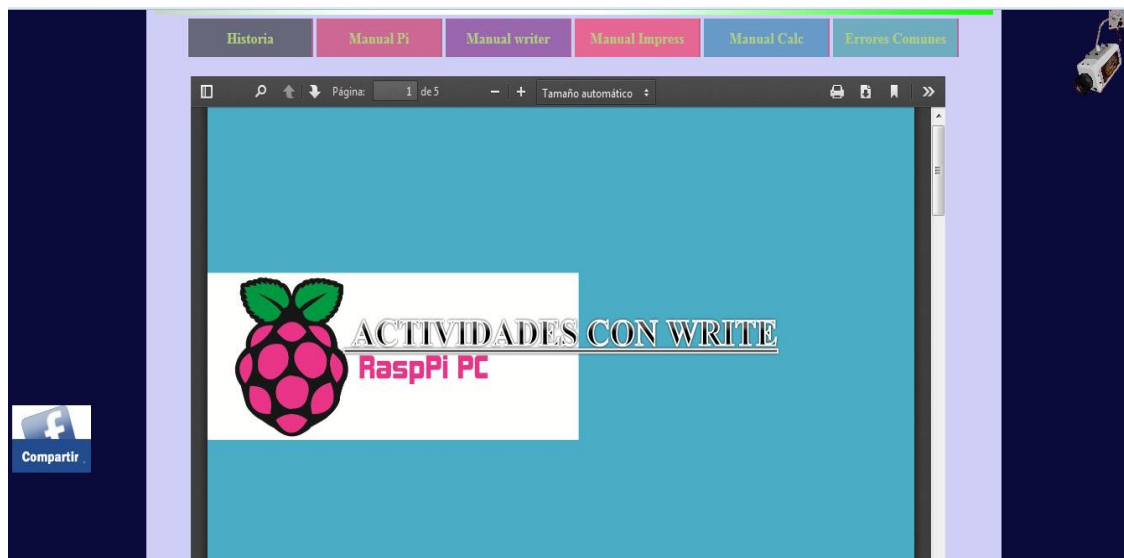 Historia Manual Pi Manual writer Manual Impress Manual Calc Errores Comunes
Página: 1 de 5 Tamaño automático
ACTIVIDADES CON WRITE
RaspPi PC
Compartir